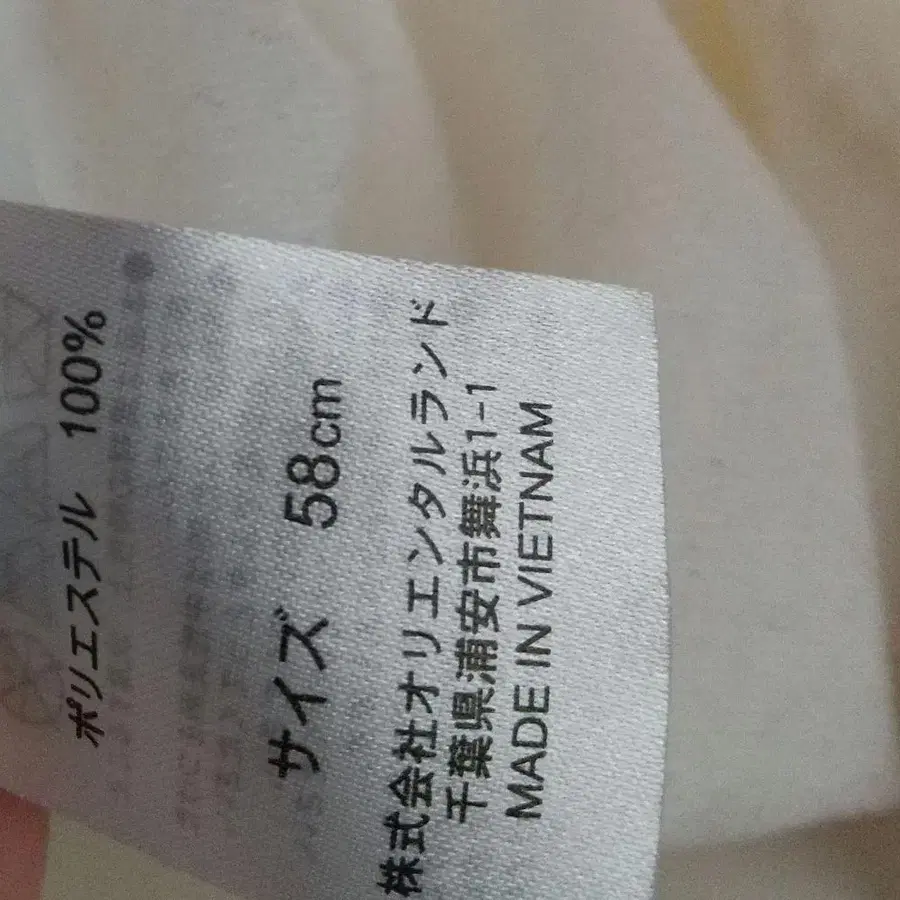 ポリエステル 100%
サイズ 58cm
株式会社オリエンタルランド
千葉県浦安市舞浜1-1
MADE IN VIETNAM